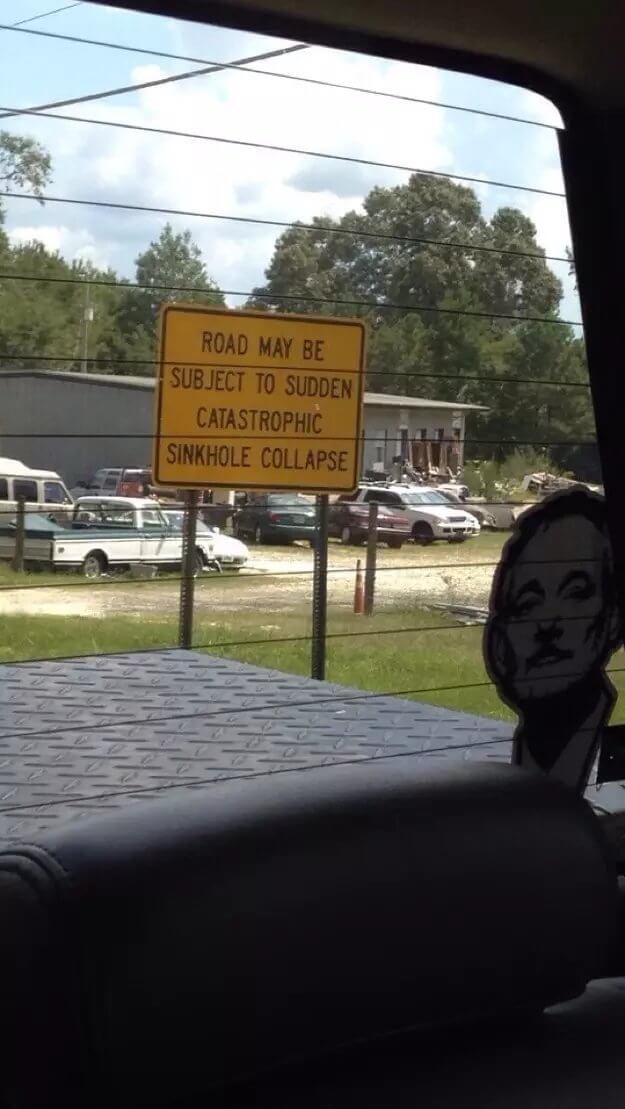 ROAD MAY BE
SUBJECT TO SUDDEN
CATASTROPHIC
SINKHOLE COLLAPSE